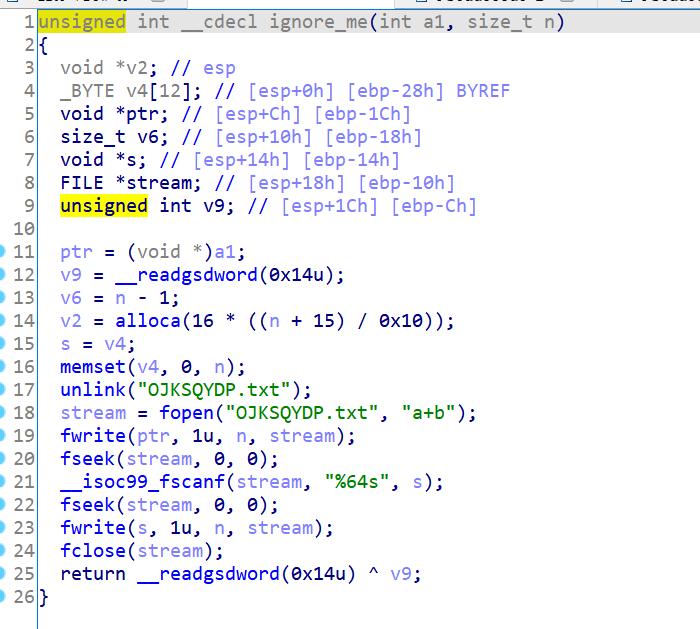 1 unsigned int __cdecl ignore_me(int a1, size_t n)
2 {
3 void *v2; // esp
4 _BYTE v4[12]; // [esp+0h] [ebp-28h] BYREF
5 void *ptr; // [esp+Ch] [ebp-1Ch]
6 size_t v6; // [esp+10h] [ebp-18h]
7 void *s; // [esp+14h] [ebp-14h]
8 FILE *stream; // [esp+18h] [ebp-10h]
9 unsigned int v9; // [esp+1Ch] [ebp-Ch]
10
11 ptr = (void *)a1;
12 v9 = __readgsdword(0x14u);
13 v6 = n - 1;
14 v2 = alloca(16 * ((n + 15) / 0x10));
15 s = v4;
16 memset(v4, 0, n);
17 unlink("OJKSQYDP.txt");
18 stream = fopen("OJKSQYDP.txt", "a+b");
19 fwrite(ptr, 1u, n, stream);
20 fseek(stream, 0, 0);
21 __isoc99_fscanf(stream, "%64s", s);
22 fseek(stream, 0, 0);
23 fwrite(s, 1u, n, stream);
24 fclose(stream);
25 return __readgsdword(0x14u) ^ v9;
26 }